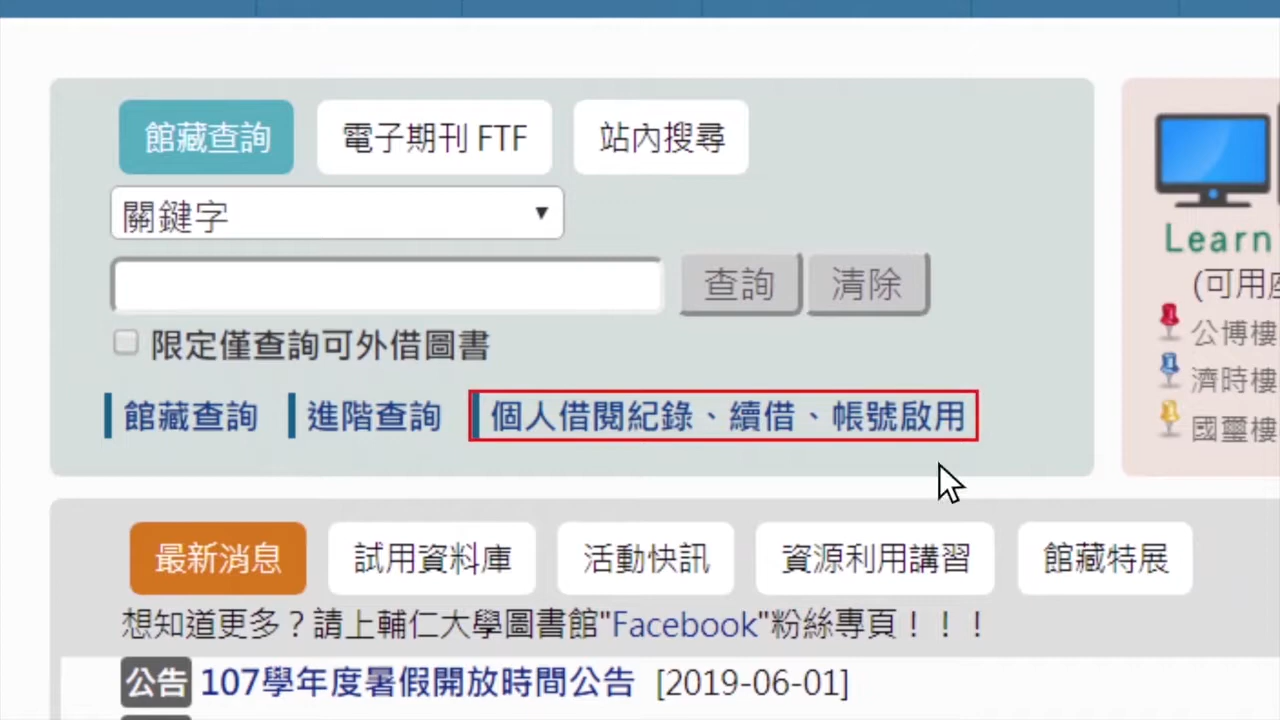 館藏查詢 電子期刊 FTF 站內搜尋
關鍵字
查詢 清除
限定僅查詢可外借圖書
館藏查詢 進階查詢 個人借閱紀錄、續借、帳號啟用
Learn
(可用
公博樓
濟時樓
國璽樓
最新消息 試用資料庫 活動快訊 資源利用講習 館藏特展
想知道更多？請上輔仁大學圖書館"Facebook"粉絲專頁！！！
公告 107學年度暑假開放時間公告 [2019-06-01]